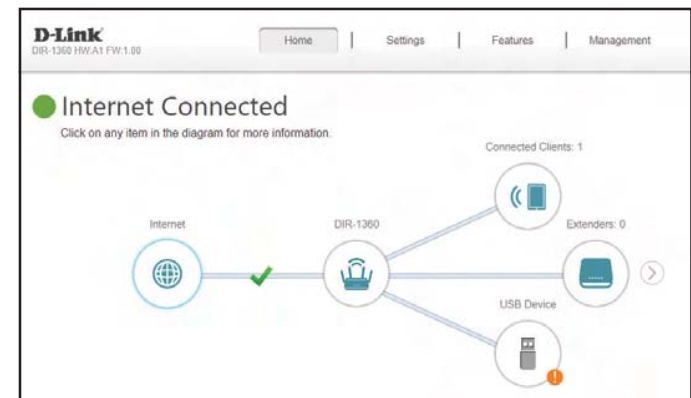 D-Link
DIR-1360 HW:A1 FW:1.00
Home | Settings | Features | Management
Internet Connected
Click on any item in the diagram for more information.
Connected Clients: 1
Internet
DIR-1360
Extenders: 0
USB Device